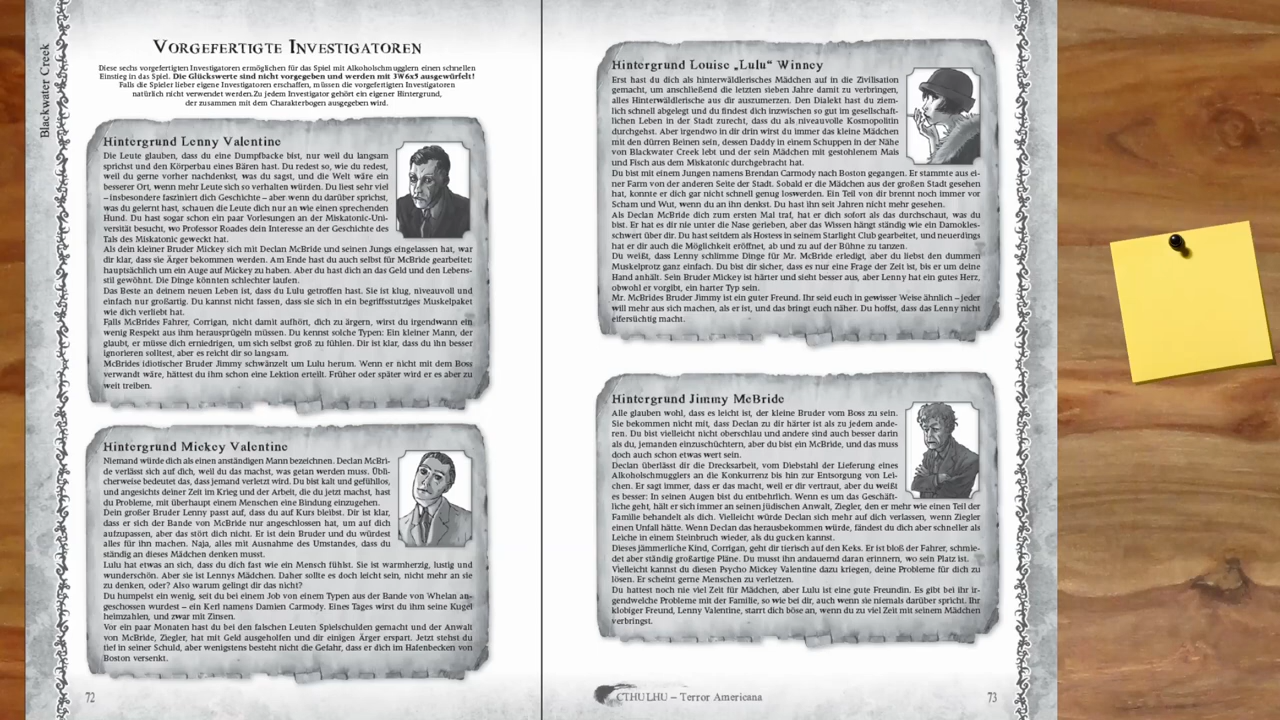 Blackwater Creek
Vorgefertigte Investigatoren
Diese sechs vorgefertigten Investigatoren ermöglichen für das Spiel mit Alkoholschmugglern einen schnellen
Einstieg in das Spiel. Die Glückswerte sind nicht vorgegeben und werden mit 3W6x5 ausgewürfelt!
Falls die Spieler lieber eigene Investigatoren erschaffen, müssen die vorgefertigten Investigatoren
natürlich nicht verwendet werden.Zu jedem Investigator gehört ein eigener Hintergrund,
der zusammen mit dem Charakterbogen ausgegeben wird.
Hintergrund Lenny Valentine
Die Leute glauben, dass du eine Dumpfbacke bist, nur weil du langsam
sprichst und den Körperbau eines Bären hast. Du redest so, wie du redest,
weil du gerne vorher nachdenkst, was du sagst, und die Welt wäre ein
besserer Ort, wenn mehr Leute sich so verhalten würden. Du liest sehr viel
– insbesondere fasziniert dich Geschichte – aber wenn du darüber sprichst,
was du gelernt hast, schauen die Leute dich nur an wie einen sprechenden
Hund. Du hast sogar schon ein paar Vorlesungen an der Miskatonic-Uni-
versität besucht, wo Professor Roades dein Interesse an der Geschichte des
Tals des Miskatonic geweckt hat.
Als dein kleiner Bruder Mickey sich mit Declan McBride und seinen Jungs eingelassen hat, war
dir klar, dass sie Ärger bekommen werden. Am Ende hast du auch selbst für McBride gearbeitet;
hauptsächlich um ein Auge auf Mickey zu haben. Aber du hast dich an das Geld und den Lebens-
stil gewöhnt. Die Dinge könnten schlechter laufen.
Das Beste an deinem neuen Leben ist, dass du Lulu getroffen hast. Sie ist klug, niveauvoll und
einfach nur großartig. Du kannst nicht fassen, dass sie sich in ein begriffsstutziges Muskelpaket
wie dich verliebt hat.
Falls McBrides Fahrer, Corrigan, nicht damit aufhört, dich zu ärgern, wirst du irgendwann ein
wenig Respekt aus ihm herausprügeln müssen. Du kennst solche Typen: Ein kleiner Mann, der
glaubt, er müsse dich erniedrigen, um sich selbst groß zu fühlen. Dir ist klar, dass du ihn besser
ignorieren solltest, aber es reicht dir so langsam.
McBrides idiotischer Bruder Jimmy schwänzelt um Lulu herum. Wenn er nicht mit dem Boss
verwandt wäre, hättest du ihm schon eine Lektion erteilt. Früher oder später wird er es aber zu
weit treiben.
Hintergrund Mickey Valentine
Niemand würde dich als einen anständigen Mann bezeichnen. Declan McBri-
de verlässt sich auf dich, weil du das machst, was getan werden muss. Übli-
cherweise bedeutet das, dass jemand verletzt wird. Du bist kalt und gefühllos,
und angesichts deiner Zeit im Krieg und der Arbeit, die du jetzt machst, hast
du Probleme, mit überhaupt einem Menschen eine Bindung einzugehen.
Dein großer Bruder Lenny passt auf, dass du auf Kurs bleibst. Dir ist klar,
dass er sich der Bande von McBride nur angeschlossen hat, um auf dich
aufzupassen, aber das stört dich nicht. Er ist dein Bruder und du würdest
alles für ihn machen. Naja, alles mit Ausnahme des Umstandes, dass du
ständig an dieses Mädchen denken musst.
Lulu hat etwas an sich, dass du dich fast wie ein Mensch fühlst. Sie ist warmherzig, lustig und
wunderschön. Aber sie ist Lennys Mädchen. Daher sollte es doch leicht sein, nicht mehr an sie
zu denken, oder? Also warum gelingt dir das nicht?
Du humpelst ein wenig, seit du bei einem Job von einem Typen aus der Bande von Whelan an-
geschossen wurdest – ein Kerl namens Damien Carmody. Eines Tages wirst du ihm seine Kugel
heimzahlen, und zwar mit Zinsen.
Vor ein paar Monaten hast du bei den falschen Leuten Spielschulden gemacht und der Anwalt
von McBride, Ziegler, hat mit Geld ausgeholfen und dir einigen Ärger erspart. Jetzt stehst du
tief in seiner Schuld, aber wenigstens besteht nicht die Gefahr, dass er dich im Hafenbecken von
Boston versenkt.
72
Hintergrund Louise „Lulu“ Winney
Erst hast du dich als hinterwäldlerisches Mädchen auf in die Zivilisation
gemacht, um anschließend die letzten sieben Jahre damit zu verbringen,
alles Hinterwäldlerische aus dir auszumerzen. Den Dialekt hast du ziem-
lich schnell abgelegt und du findest dich inzwischen so gut im gesellschaft-
lichen Leben in der Stadt zurecht, dass du als niveauvolle Kosmopolitin
durchgehst. Aber irgendwo in dir drin wirst du immer das kleine Mädchen
mit den dürren Beinen sein, dessen Daddy in einem Schuppen in der Nähe
von Blackwater Creek lebt und der sein Mädchen mit gestohlenem Mais
und Fisch aus dem Miskatonic durchgebracht hat.
Du bist mit einem Jungen namens Brendan Carmody nach Boston gegangen. Er stammte aus ei-
ner Farm von der anderen Seite der Stadt. Sobald er die Mädchen aus der großen Stadt gesehen
hat, konnte er dich gar nicht schnell genug loswerden. Ein Teil von dir brennt noch immer vor
Scham und Wut, wenn du an ihn denkst. Du hast ihn seit Jahren nicht mehr gesehen.
Als Declan McBride dich zum ersten Mal traf, hat er dich sofort als das durchschaut, was du
bist. Er hat es dir nie unter die Nase gerieben, aber das Wissen hängt ständig wie ein Damokles-
schwert über dir. Du hast seitdem als Hostess in seinem Starlight Club gearbeitet, und neuerdings
hat er dir auch die Möglichkeit eröffnet, ab und zu auf der Bühne zu tanzen.
Du weißt, dass Lenny schlimme Dinge für Mr. McBride erledigt, aber du liebst den dummen
Muskelprotz ganz einfach. Du bist dir sicher, dass es nur eine Frage der Zeit ist, bis er um deine
Hand anhält. Sein Bruder Mickey ist härter und sieht besser aus, aber Lenny hat ein gutes Herz,
obwohl er vorgibt, ein harter Typ sein.
Mr. McBrides Bruder Jimmy ist ein guter Freund. Ihr seid euch in gewisser Weise ähnlich – jeder
will mehr aus sich machen, als er ist, und das bringt euch näher. Du hoffst, dass das Lenny nicht
eifersüchtig macht.
Hintergrund Jimmy McBride
Alle glauben wohl, dass es leicht ist, der kleine Bruder vom Boss zu sein.
Sie bekommen nicht mit, dass Declan zu dir härter ist als zu jedem ande-
ren. Du bist vielleicht nicht oberschlau und andere sind auch besser darin
als du, jemanden einzuschüchtern, aber du bist ein McBride, und das muss
doch auch schon etwas wert sein.
Declan überlässt dir die Drecksarbeit, vom Diebstahl der Lieferung eines
Alkoholschmugglers an die Konkurrenz bis hin zur Entsorgung von Lei-
chen. Er sagt immer, dass er das macht, weil er dir vertraut, aber du weißt
es besser: In seinen Augen bist du entbehrlich. Wenn es um das Geschäft-
liche geht, hält er sich immer an seinen jüdischen Anwalt, Ziegler, den er mehr wie einen Teil der
Familie behandelt als dich. Vielleicht würde Declan sich mehr auf dich verlassen, wenn Ziegler
einen Unfall hätte. Wenn Declan das herausbekommen würde, fändest du dich aber schneller als
Leiche in einem Steinbruch wieder, als du gucken kannst.
Dieses jämmerliche Kind, Corrigan, geht dir tierisch auf den Keks. Er ist bloß der Fahrer, schmie-
det aber ständig großartige Pläne. Du musst ihn andauernd daran erinnern, wo sein Platz ist.
Vielleicht kannst du diesen Psycho Mickey Valentine dazu kriegen, deine Probleme für dich zu
lösen. Er scheint gerne Menschen zu verletzen.
Du hattest noch nie viel Zeit für Mädchen, aber Lulu ist eine gute Freundin. Es gibt bei ihr ir-
gendwelche Probleme mit der Familie, so wie bei dir, auch wenn sie niemals darüber spricht. Ihr
klobiger Freund, Lenny Valentine, starrt dich böse an, wenn du zu viel Zeit mit seinem Mädchen
verbringst.
CTHULHU – Terror Americana
73